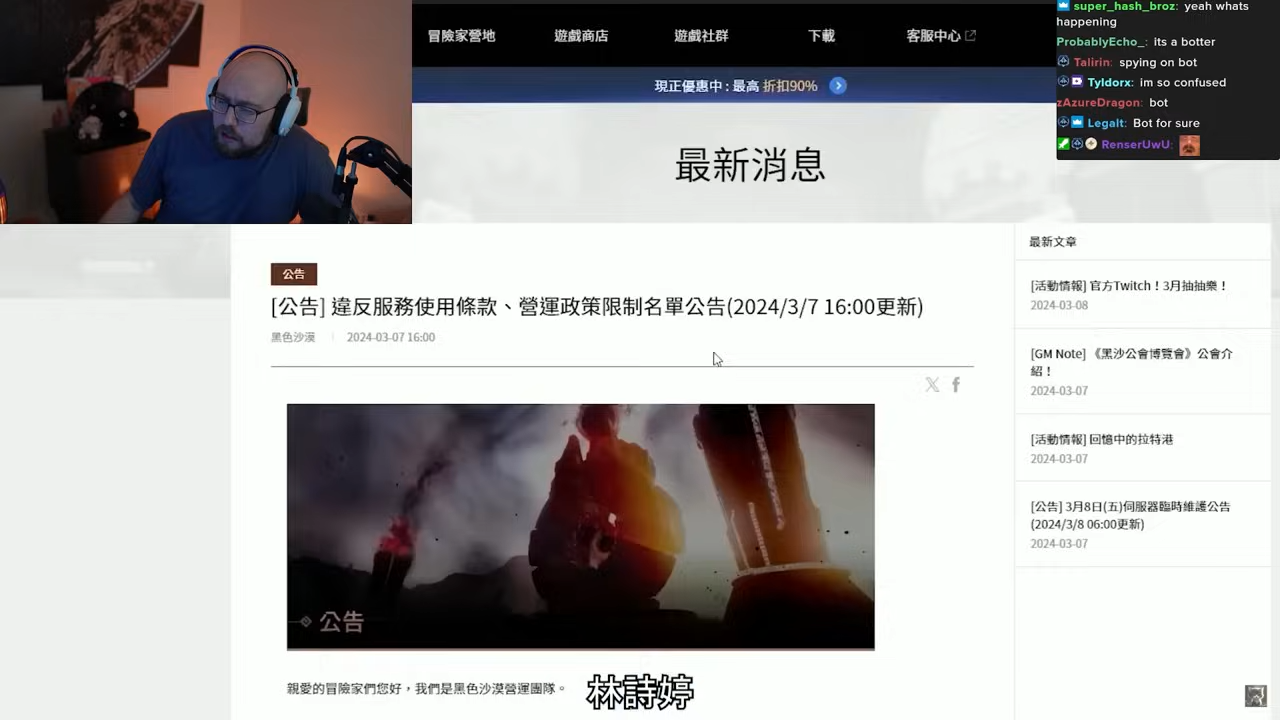 冒險家營地
遊戲商店
遊戲社群
下載
客服中心
現正優惠中 : 最高 折扣90%
super_hash_broz: yeah whats
happening
ProbablyEcho_: its a botter
Talirin: spying on bot
Tyldorx: im so confused
zAzureDragon: bot
Legalt: Bot for sure
RenserUwU:
最新消息
公告
[公告] 違反服務使用條款、營運政策限制名單公告(2024/3/7 16:00更新)
黑色沙漠
2024-03-07 16:00
公告
親愛的冒險家們您好，我們是黑色沙漠營運團隊。
林詩婷
最新文章
[活動情報] 官方Twitch！3月抽抽樂！
2024-03-08
[GM Note] 《黑沙公會博覽會》公會介
紹！
2024-03-07
[活動情報] 回憶中的拉特港
2024-03-07
[公告] 3月8日(五)伺服器臨時維護公告
(2024/3/8 06:00更新)
2024-03-07